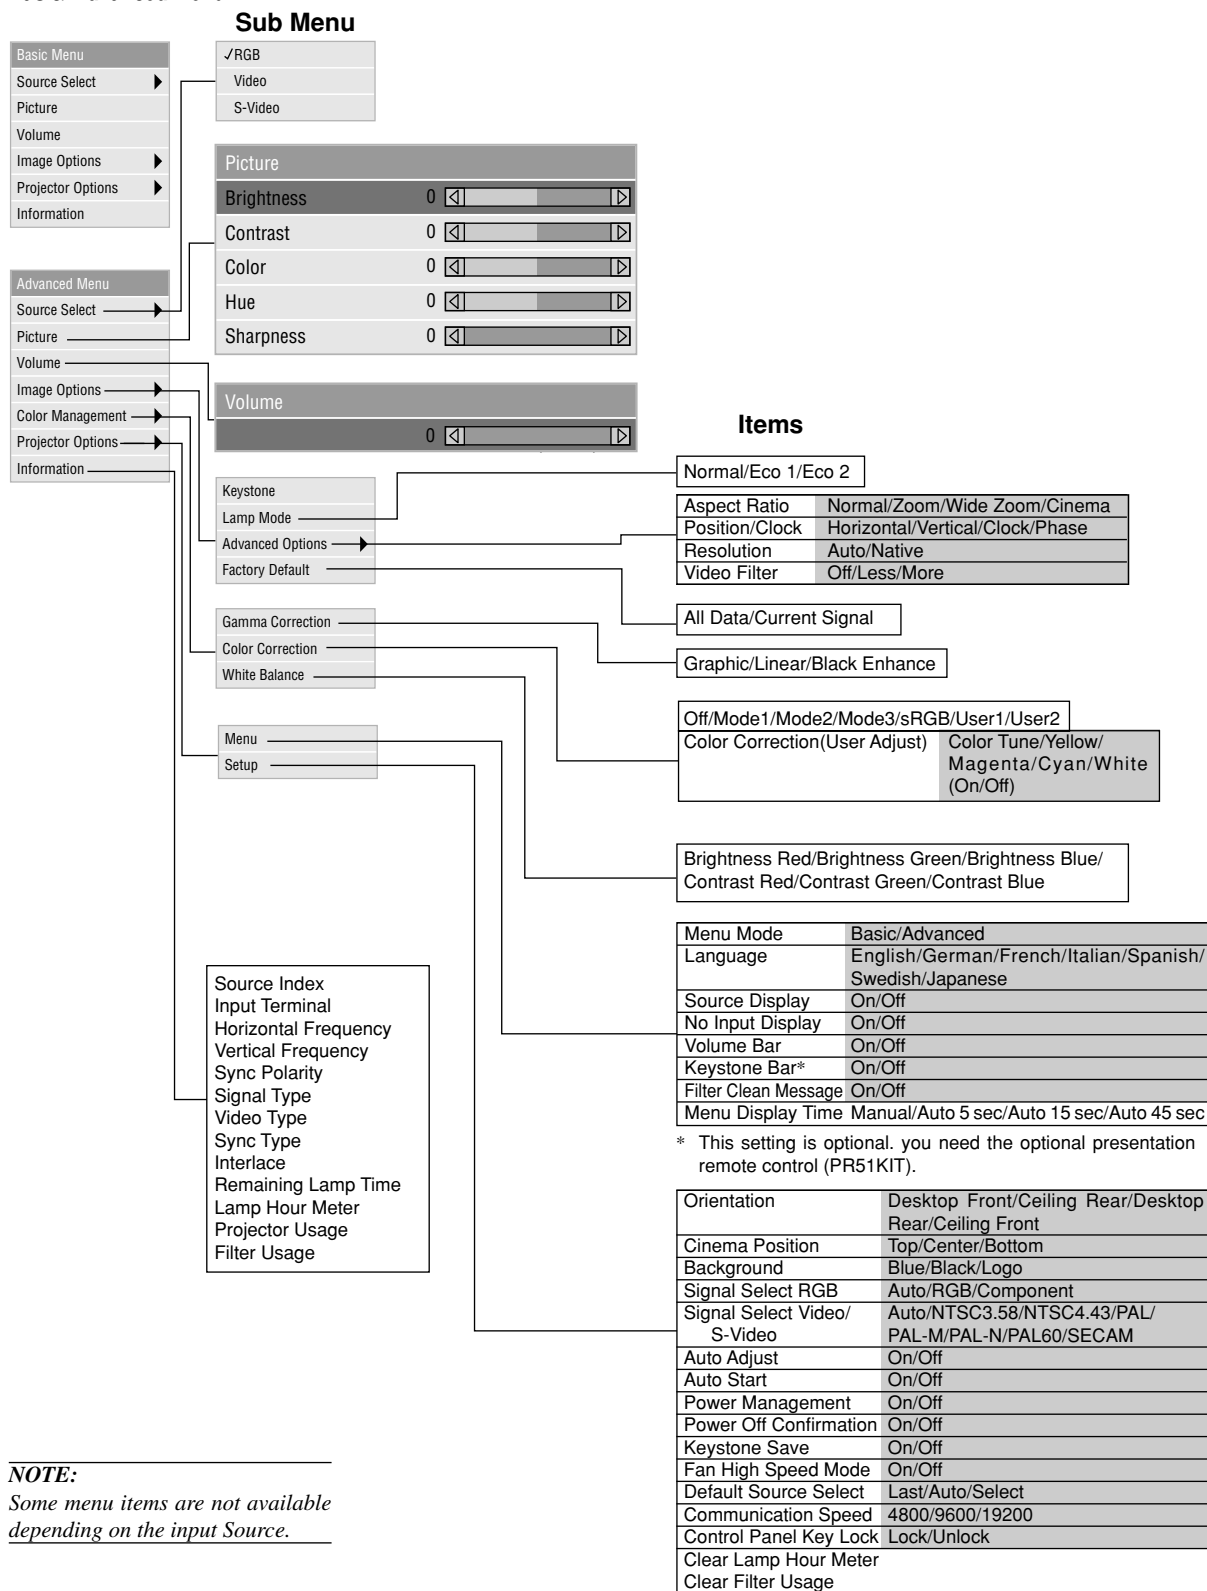 Sub Menu
Basic Menu
Source Select
Picture
Volume
Image Options
Projector Options
Information
✓RGB
Video
S-Video
Picture
Brightness 0
Contrast 0
Color 0
Hue 0
Sharpness 0
Advanced Menu
Source Select
Picture
Volume
Image Options
Color Management
Projector Options
Information
Volume
0
Items
Keystone
Lamp Mode
Advanced Options
Factory Default
Normal/Eco 1/Eco 2
Aspect Ratio Normal/Zoom/Wide Zoom/Cinema
Position/Clock Horizontal/Vertical/Clock/Phase
Resolution Auto/Native
Video Filter Off/Less/More
All Data/Current Signal
Gamma Correction
Color Correction
White Balance
Graphic/Linear/Black Enhance
Off/Mode1/Mode2/Mode3/sRGB/User1/User2
Color Correction(User Adjust) Color Tune/Yellow/
Magenta/Cyan/White
(On/Off)
Menu
Setup
Brightness Red/Brightness Green/Brightness Blue/
Contrast Red/Contrast Green/Contrast Blue
Menu Mode Basic/Advanced
Language English/German/French/Italian/Spanish/
Swedish/Japanese
Source Display On/Off
No Input Display On/Off
Volume Bar On/Off
Keystone Bar* On/Off
Filter Clean Message On/Off
Menu Display Time Manual/Auto 5 sec/Auto 15 sec/Auto 45 sec
* This setting is optional. you need the optional presentation
remote control (PR51KIT).
Source Index
Input Terminal
Horizontal Frequency
Vertical Frequency
Sync Polarity
Signal Type
Video Type
Sync Type
Interlace
Remaining Lamp Time
Lamp Hour Meter
Projector Usage
Filter Usage
Orientation Desktop Front/Ceiling Rear/Desktop
Rear/Ceiling Front
Cinema Position Top/Center/Bottom
Background Blue/Black/Logo
Signal Select RGB Auto/RGB/Component
Signal Select Video/ Auto/NTSC3.58/NTSC4.43/PAL/
S-Video PAL-M/PAL-N/PAL60/SECAM
Auto Adjust On/Off
Auto Start On/Off
Power Management On/Off
Power Off Confirmation On/Off
Keystone Save On/Off
Fan High Speed Mode On/Off
Default Source Select Last/Auto/Select
Communication Speed 4800/9600/19200
Control Panel Key Lock Lock/Unlock
Clear Lamp Hour Meter
Clear Filter Usage
NOTE:
Some menu items are not available
depending on the input Source.